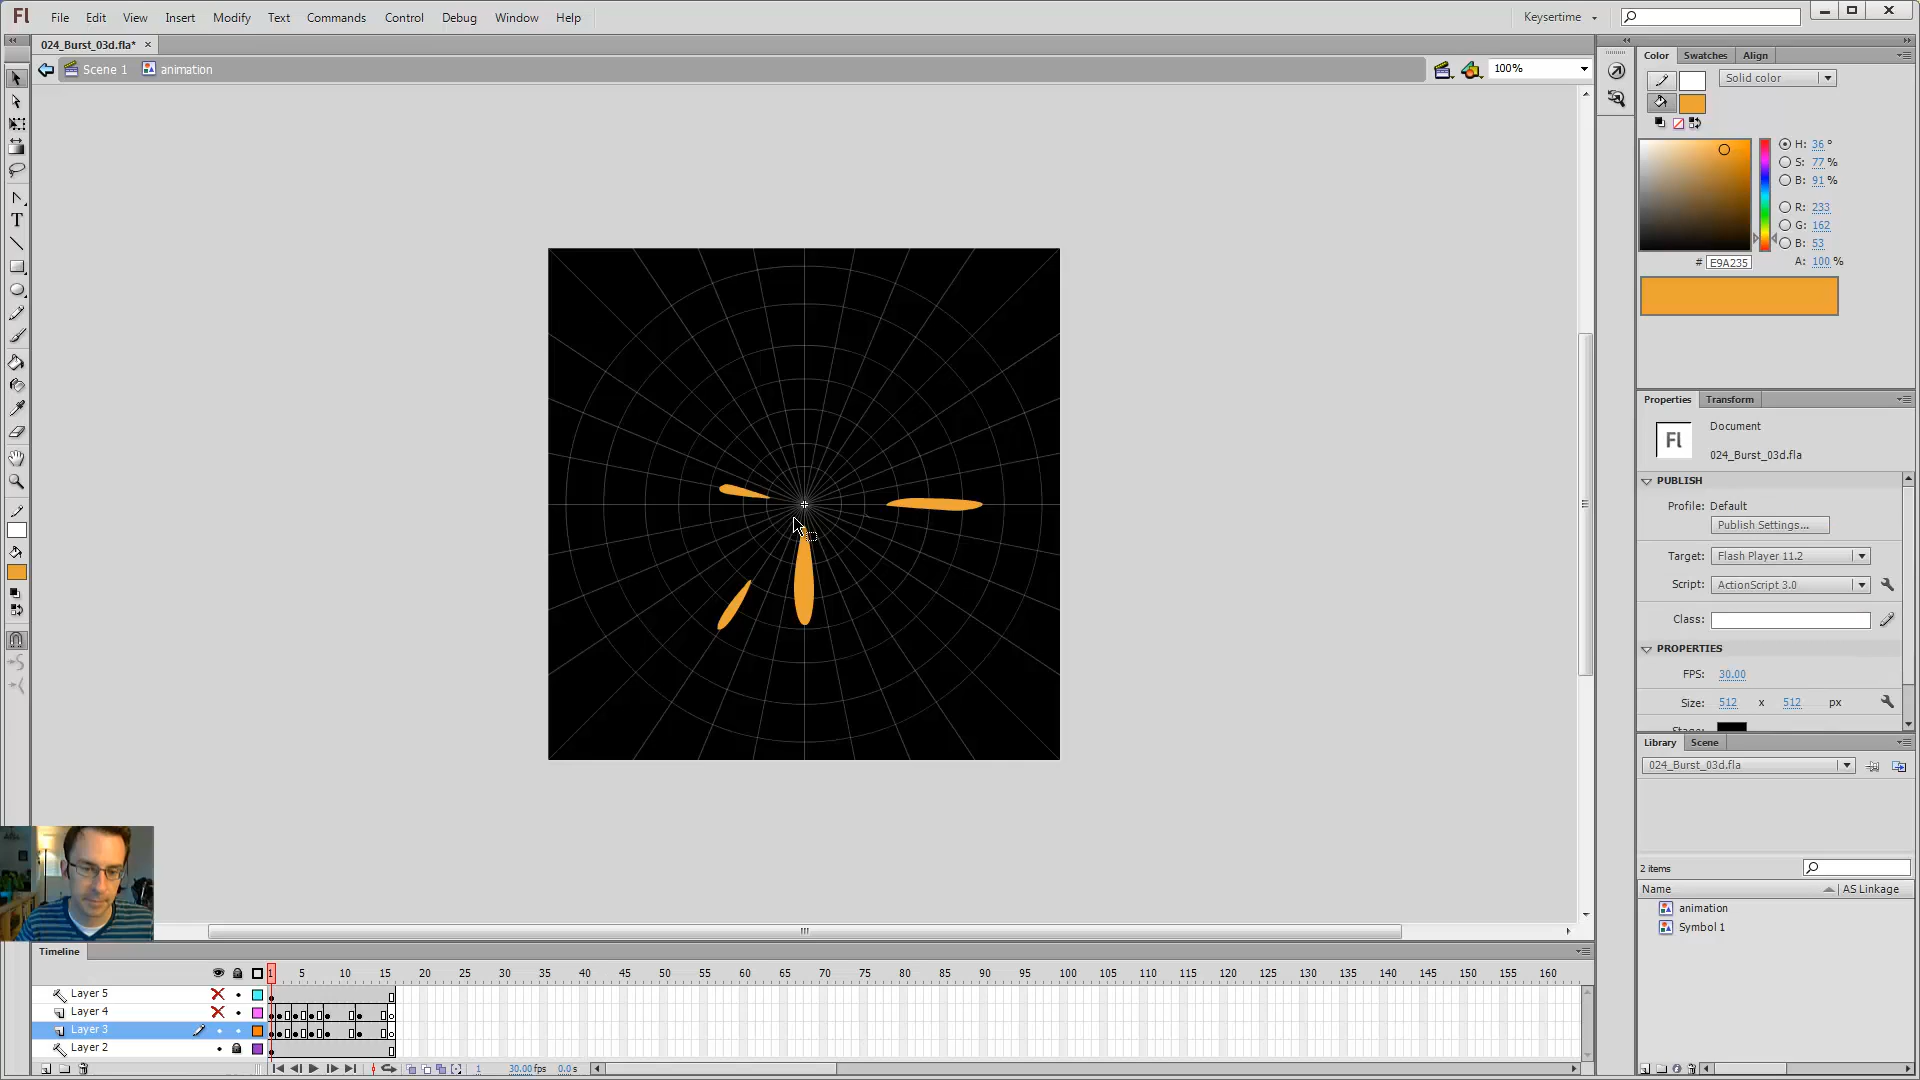 Fl File Edit View Insert Modify Text Commands Control Debug Window Help Keysertime
024_Burst_03d.fla* ×
Scene 1 animation 100%
Color Swatches Align
Solid color
H: 36 °
S: 77 %
B: 91 %
R: 233
G: 162
B: 53
# E9A235 A: 100 %
Properties Transform
Fl Document
024_Burst_03d.fla
PUBLISH
Profile: Default
Publish Settings...
Target: Flash Player 11.2
Script: ActionScript 3.0
Class:
PROPERTIES
FPS: 30.00
Size: 512 x 512 px
Library Scene
024_Burst_03d.fla
2 items
Name AS Linkage
animation
Symbol 1
Timeline
1 5 10 15 20 25 30 35 40 45 50 55 60 65 70 75 80 85 90 95 100 105 110 115 120 125 130 135 140 145 150 155 160
Layer 5
Layer 4
Layer 3
Layer 2
1 30.00 fps 0.0 s